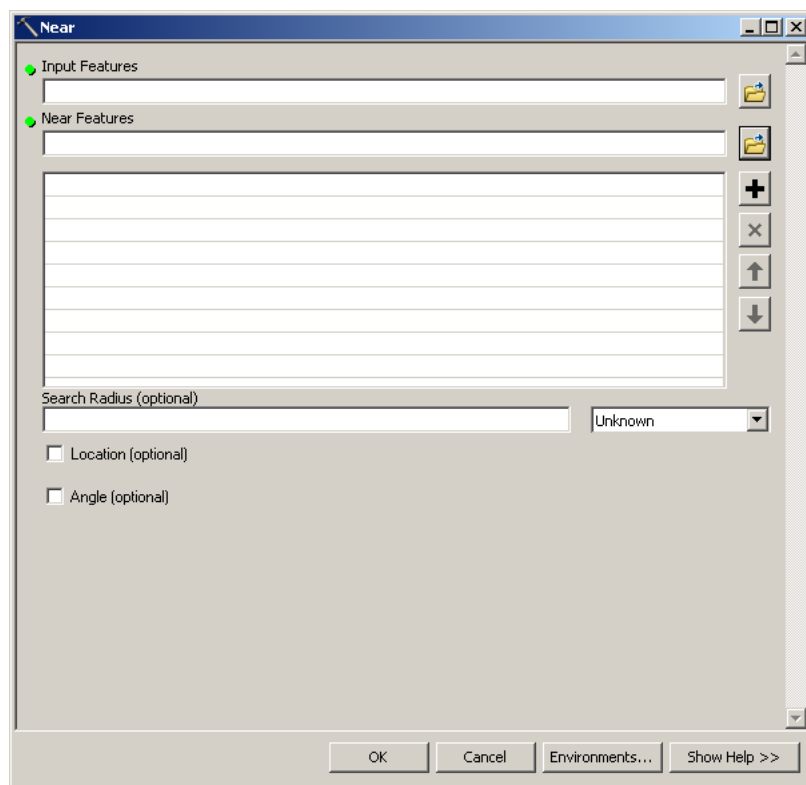 Near
Input Features
Near Features
Search Radius (optional)
Unknown
Location (optional)
Angle (optional)
OK
Cancel
Environments...
Show Help >>